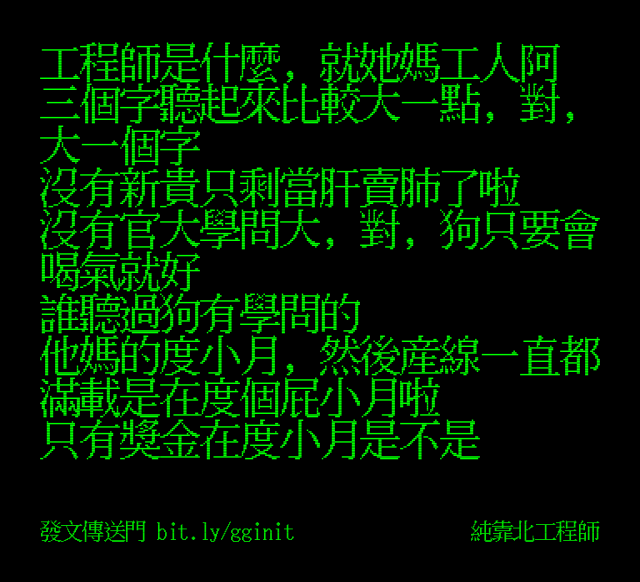 工程師是什麼，就她媽工人阿
三個字聽起來比較大一點，對，
大一個字
沒有新貴只剩當肝賣肺了啦
沒有官大學問大，對，狗只要會
喝氣就好
誰聽過狗有學問的
他媽的度小月，然後産線一直都
滿載是在度個屁小月啦
只有獎金在度小月是不是
發文傳送門 bit.ly/gginit
純靠北工程師